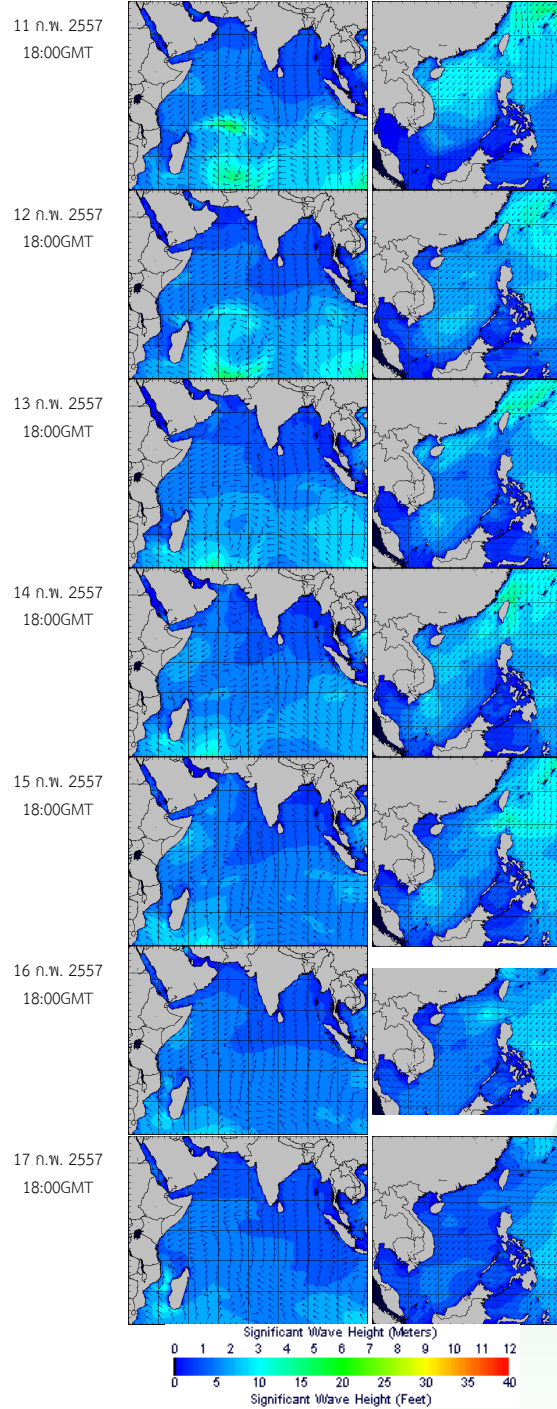 11 ก.พ. 2557
18:00GMT
12 ก.พ. 2557
18:00GMT
13 ก.พ. 2557
18:00GMT
14 ก.พ. 2557
18:00GMT
15 ก.พ. 2557
18:00GMT
16 ก.พ. 2557
18:00GMT
17 ก.พ. 2557
18:00GMT
Significant Wave Height (Meters)
0 1 2 3 4 5 6 7 8 9 10 11 12
0 5 10 15 20 25 30 35 40
Significant Wave Height (Feet)